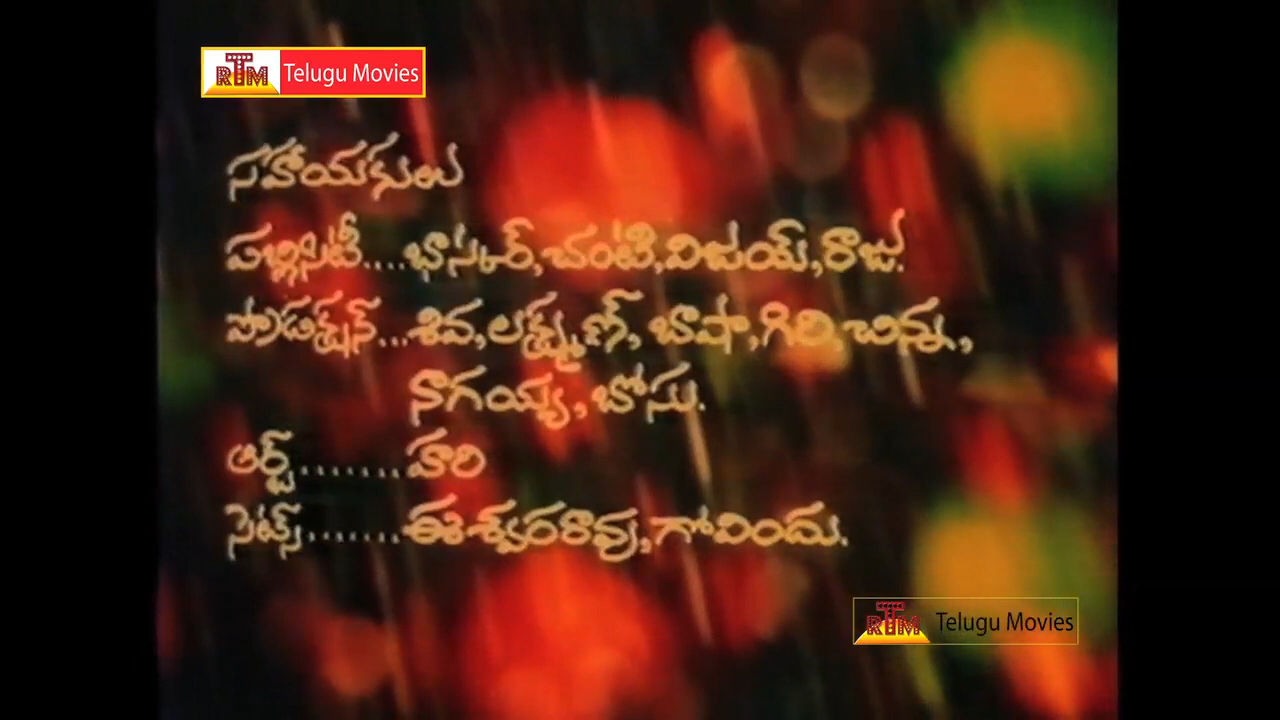 RTM Telugu Movies
సహాయకులు
పబ్లిసిటీ....భాస్కర్,చంటి,విజయ్,రాజు.
ప్రొడక్షన్...శివ,లక్ష్మణ్, బాషా,గిరి,చిన్న,
నాగయ్య, బోసు.
ఆర్ట్.........హరి
సెట్స్.......ఈశ్వరరావు,గోవిందు.
RTM Telugu Movies